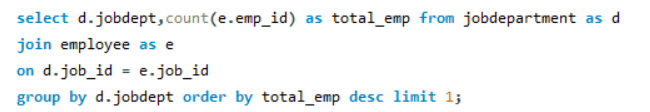 select d.jobdept,count(e.emp_id) as total_emp from jobdepartment as d
join employee as e
on d.job_id = e.job_id
group by d.jobdept order by total_emp desc limit 1;